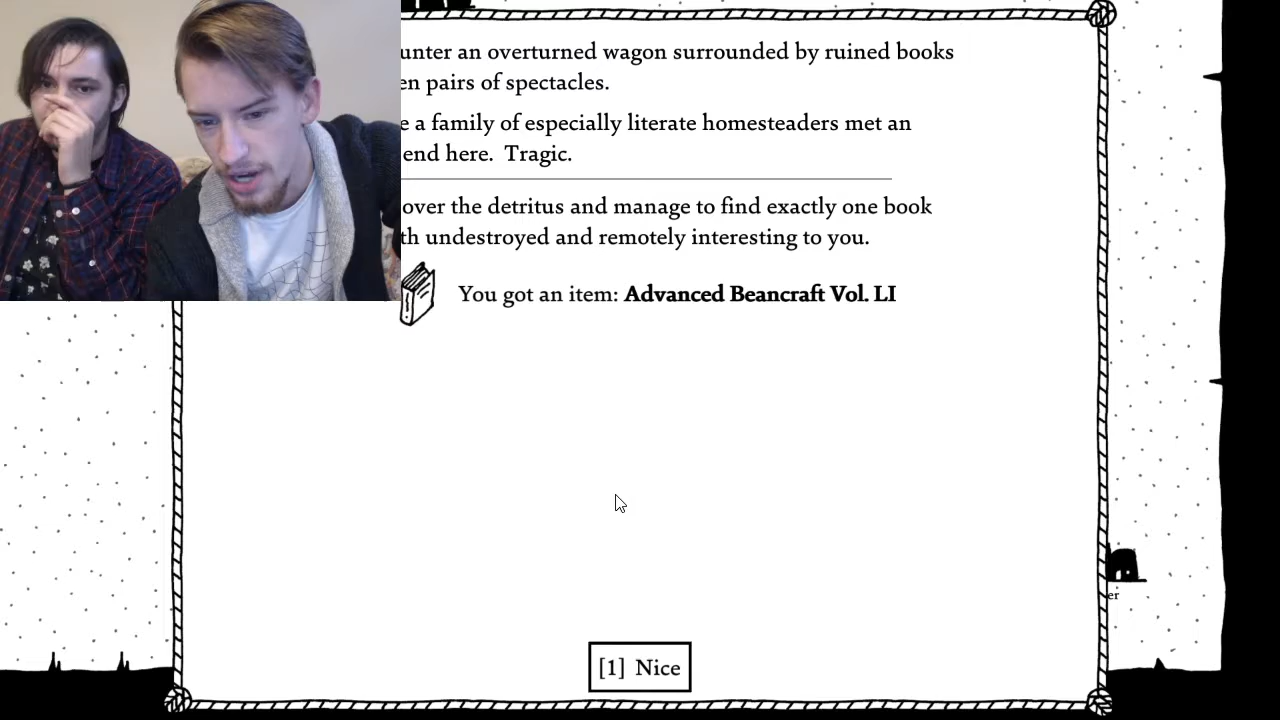 unter an overturned wagon surrounded by ruined books
en pairs of spectacles.
e a family of especially literate homesteaders met an
end here. Tragic.
over the detritus and manage to find exactly one book
th undestroyed and remotely interesting to you.
You got an item: Advanced Beancraft Vol. LI
er
[1] Nice